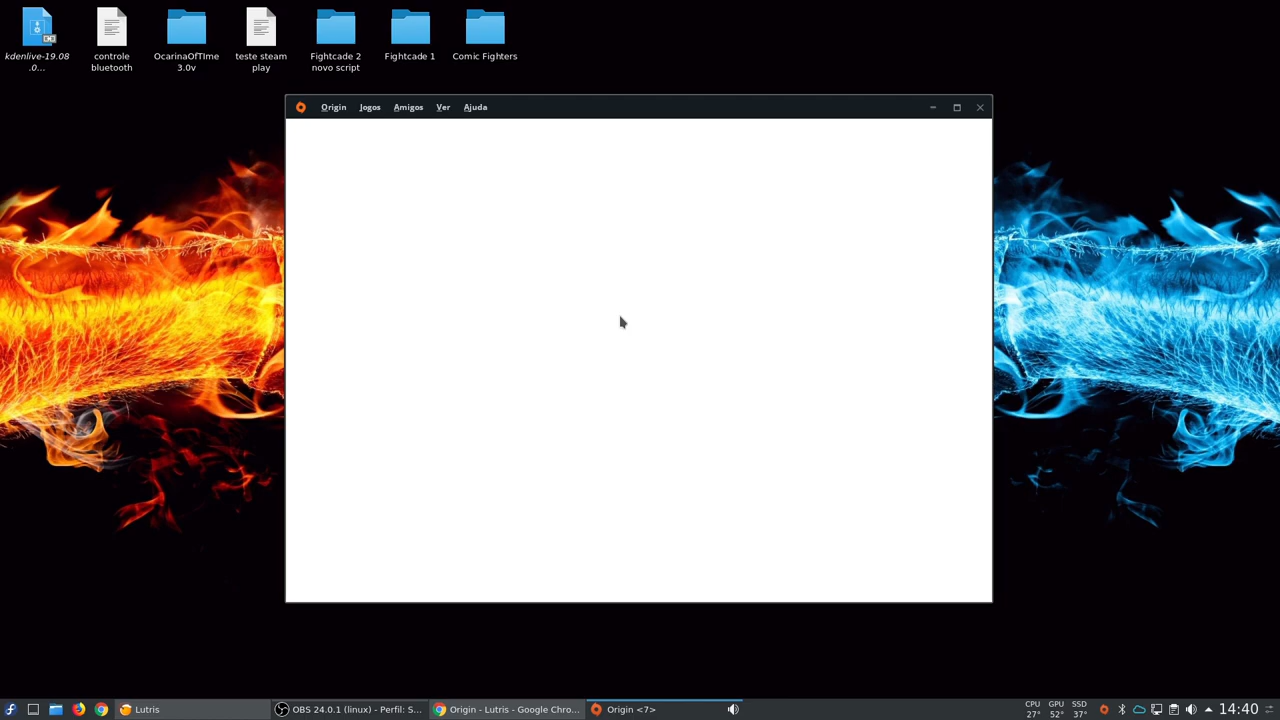 kdenlive-19.08
.0...
controle
bluetooth
OcarinaOfTIme
3.0v
teste steam
play
Fightcade 2
novo script
Fightcade 1
Comic Fighters
Origin Jogos Amigos Ver Ajuda
Lutris
OBS 24.0.1 (linux) - Perfil: S...
Origin - Lutris - Google Chro...
Origin <7>
CPU GPU SSD
27° 52° 37°
14:40